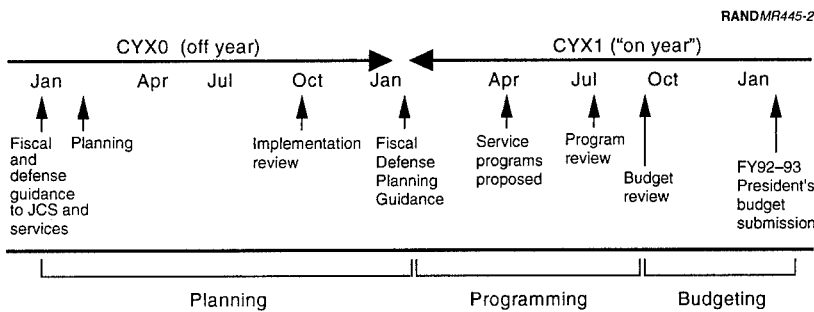 RANDMR445-2
CYX0 (off year)
CYX1 ("on year")
Jan
Apr
Jul
Oct
Jan
Apr
Jul
Oct
Jan
Fiscal
and
defense
guidance
to JCS and
services
Planning
Implementation
review
Fiscal
Defense
Planning
Guidance
Service
programs
proposed
Program
review
Budget
review
FY92–93
President's
budget
submission
Planning
Programming
Budgeting